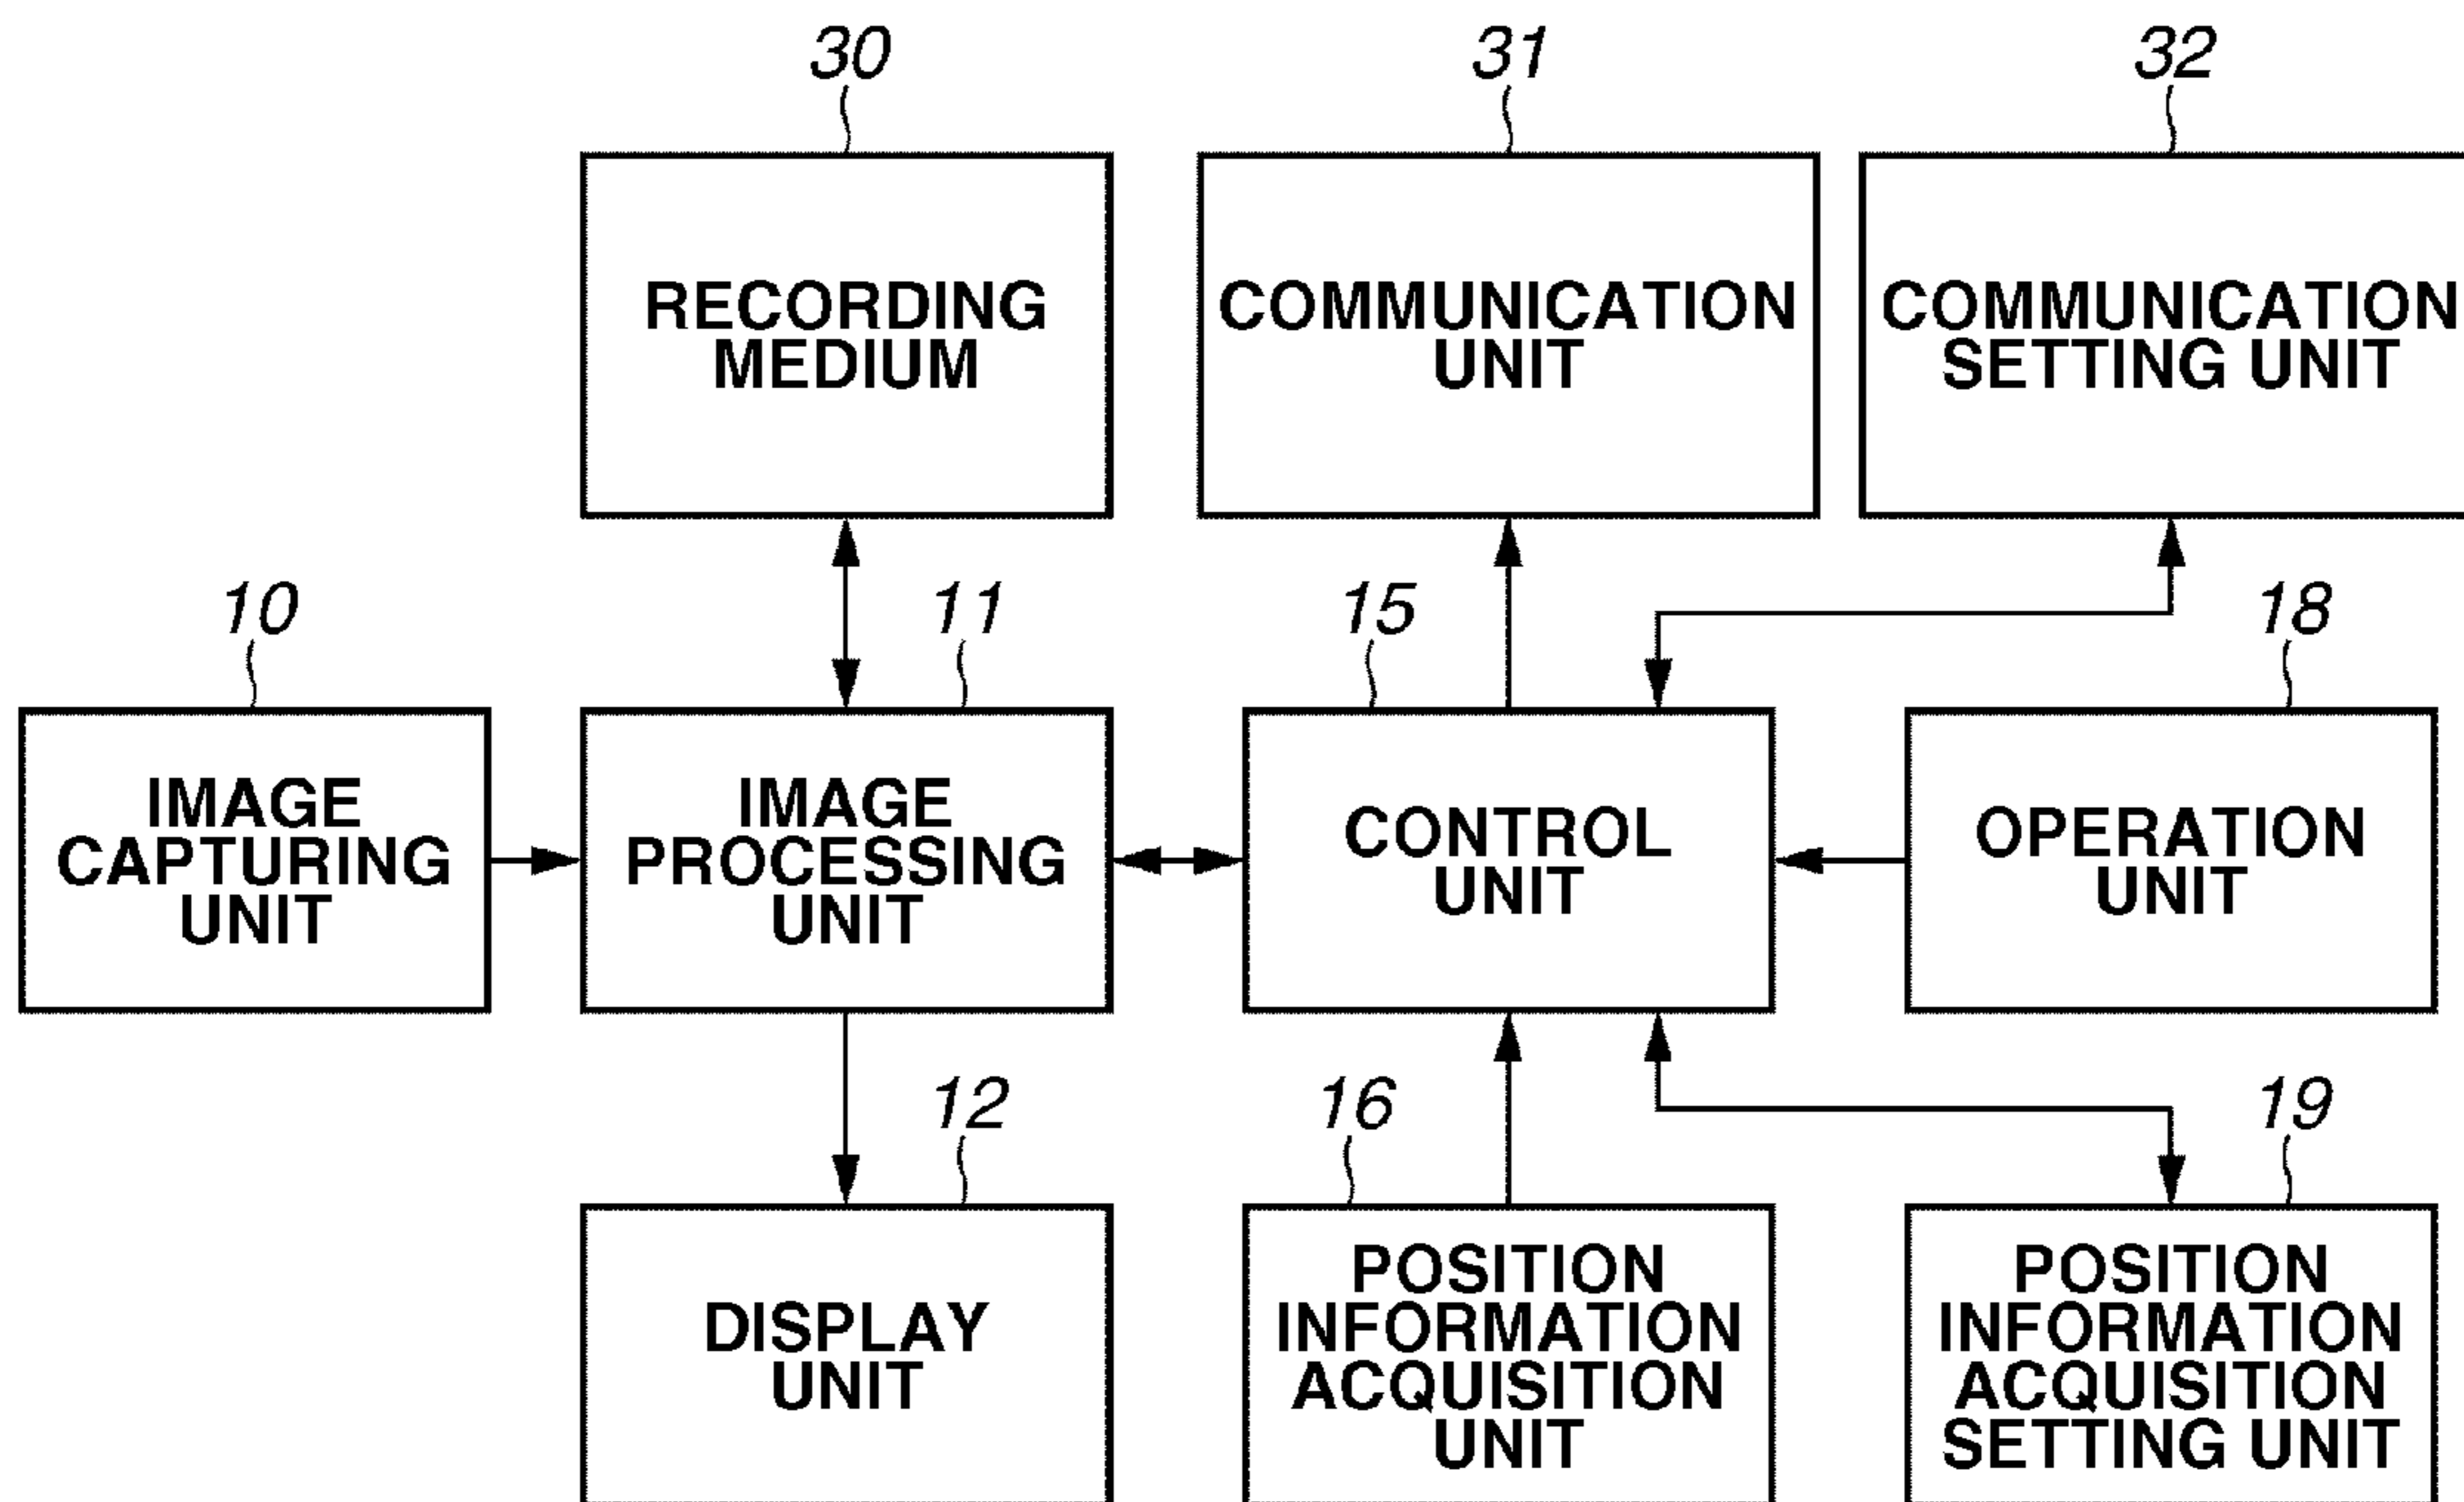 30
31
32
RECORDING
MEDIUM
COMMUNICATION
UNIT
COMMUNICATION
SETTING UNIT
10
11
15
18
IMAGE
CAPTURING
UNIT
IMAGE
PROCESSING
UNIT
CONTROL
UNIT
OPERATION
UNIT
12
16
19
DISPLAY
UNIT
POSITION
INFORMATION
ACQUISITION
UNIT
POSITION
INFORMATION
ACQUISITION
SETTING UNIT